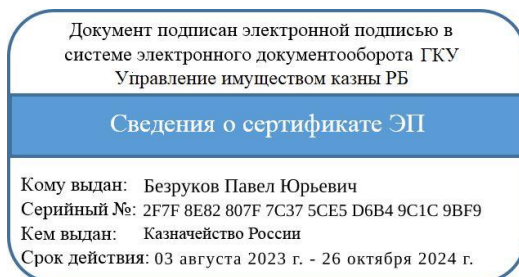 Документ подписан электронной подписью в
системе электронного документооборота ГКУ
Управление имуществом казны РБ
Сведения о сертификате ЭП
Кому выдан: Безруков Павел Юрьевич
Серийный №: 2F7F 8E82 807F 7C37 5CE5 D6B4 9C1C 9BF9
Кем выдан: Казначейство России
Срок действия: 03 августа 2023 г. - 26 октября 2024 г.